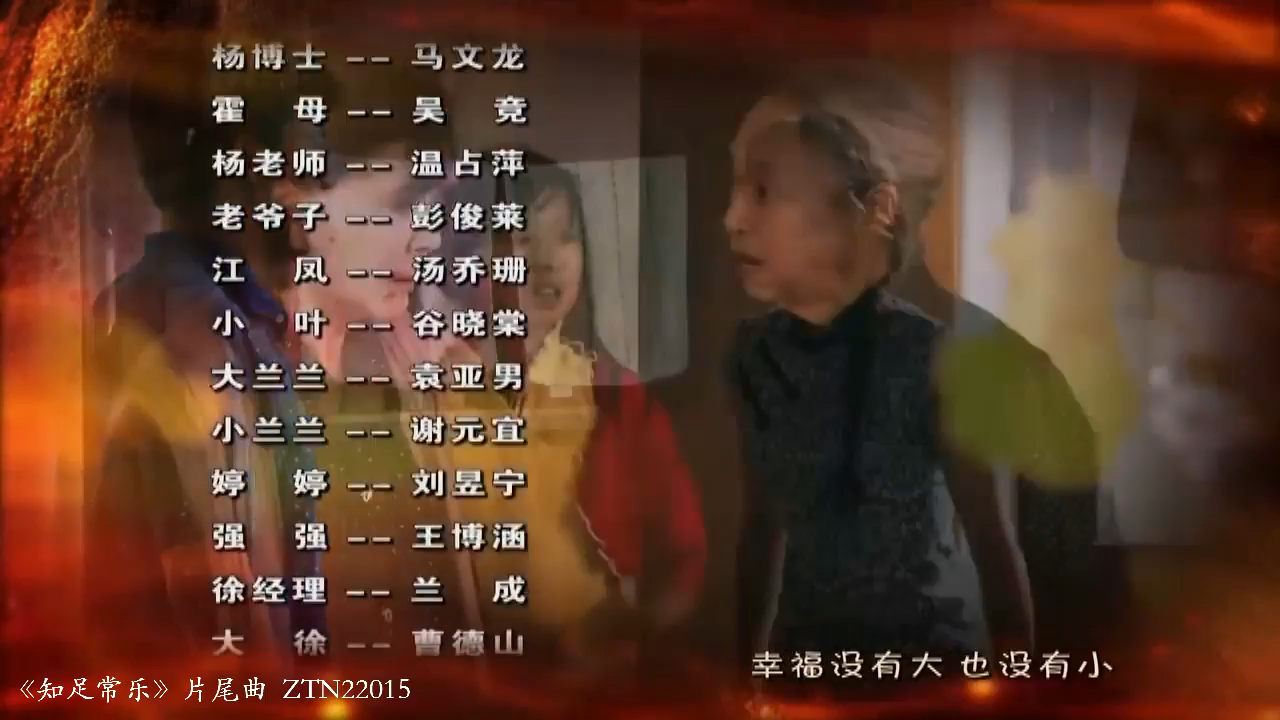 杨博士 -- 马文龙
霍 母 -- 吴 竞
杨老师 -- 温占萍
老爷子 -- 彭俊莱
江 凤 -- 汤乔珊
小 叶 -- 谷晓棠
大兰兰 -- 袁亚男
小兰兰 -- 谢元宜
婷 婷 -- 刘昱宁
强 强 -- 王博涵
徐经理 -- 兰 成
大 徐 -- 曹德山
幸福没有大 也没有小
《知足常乐》片尾曲 ZTN22015